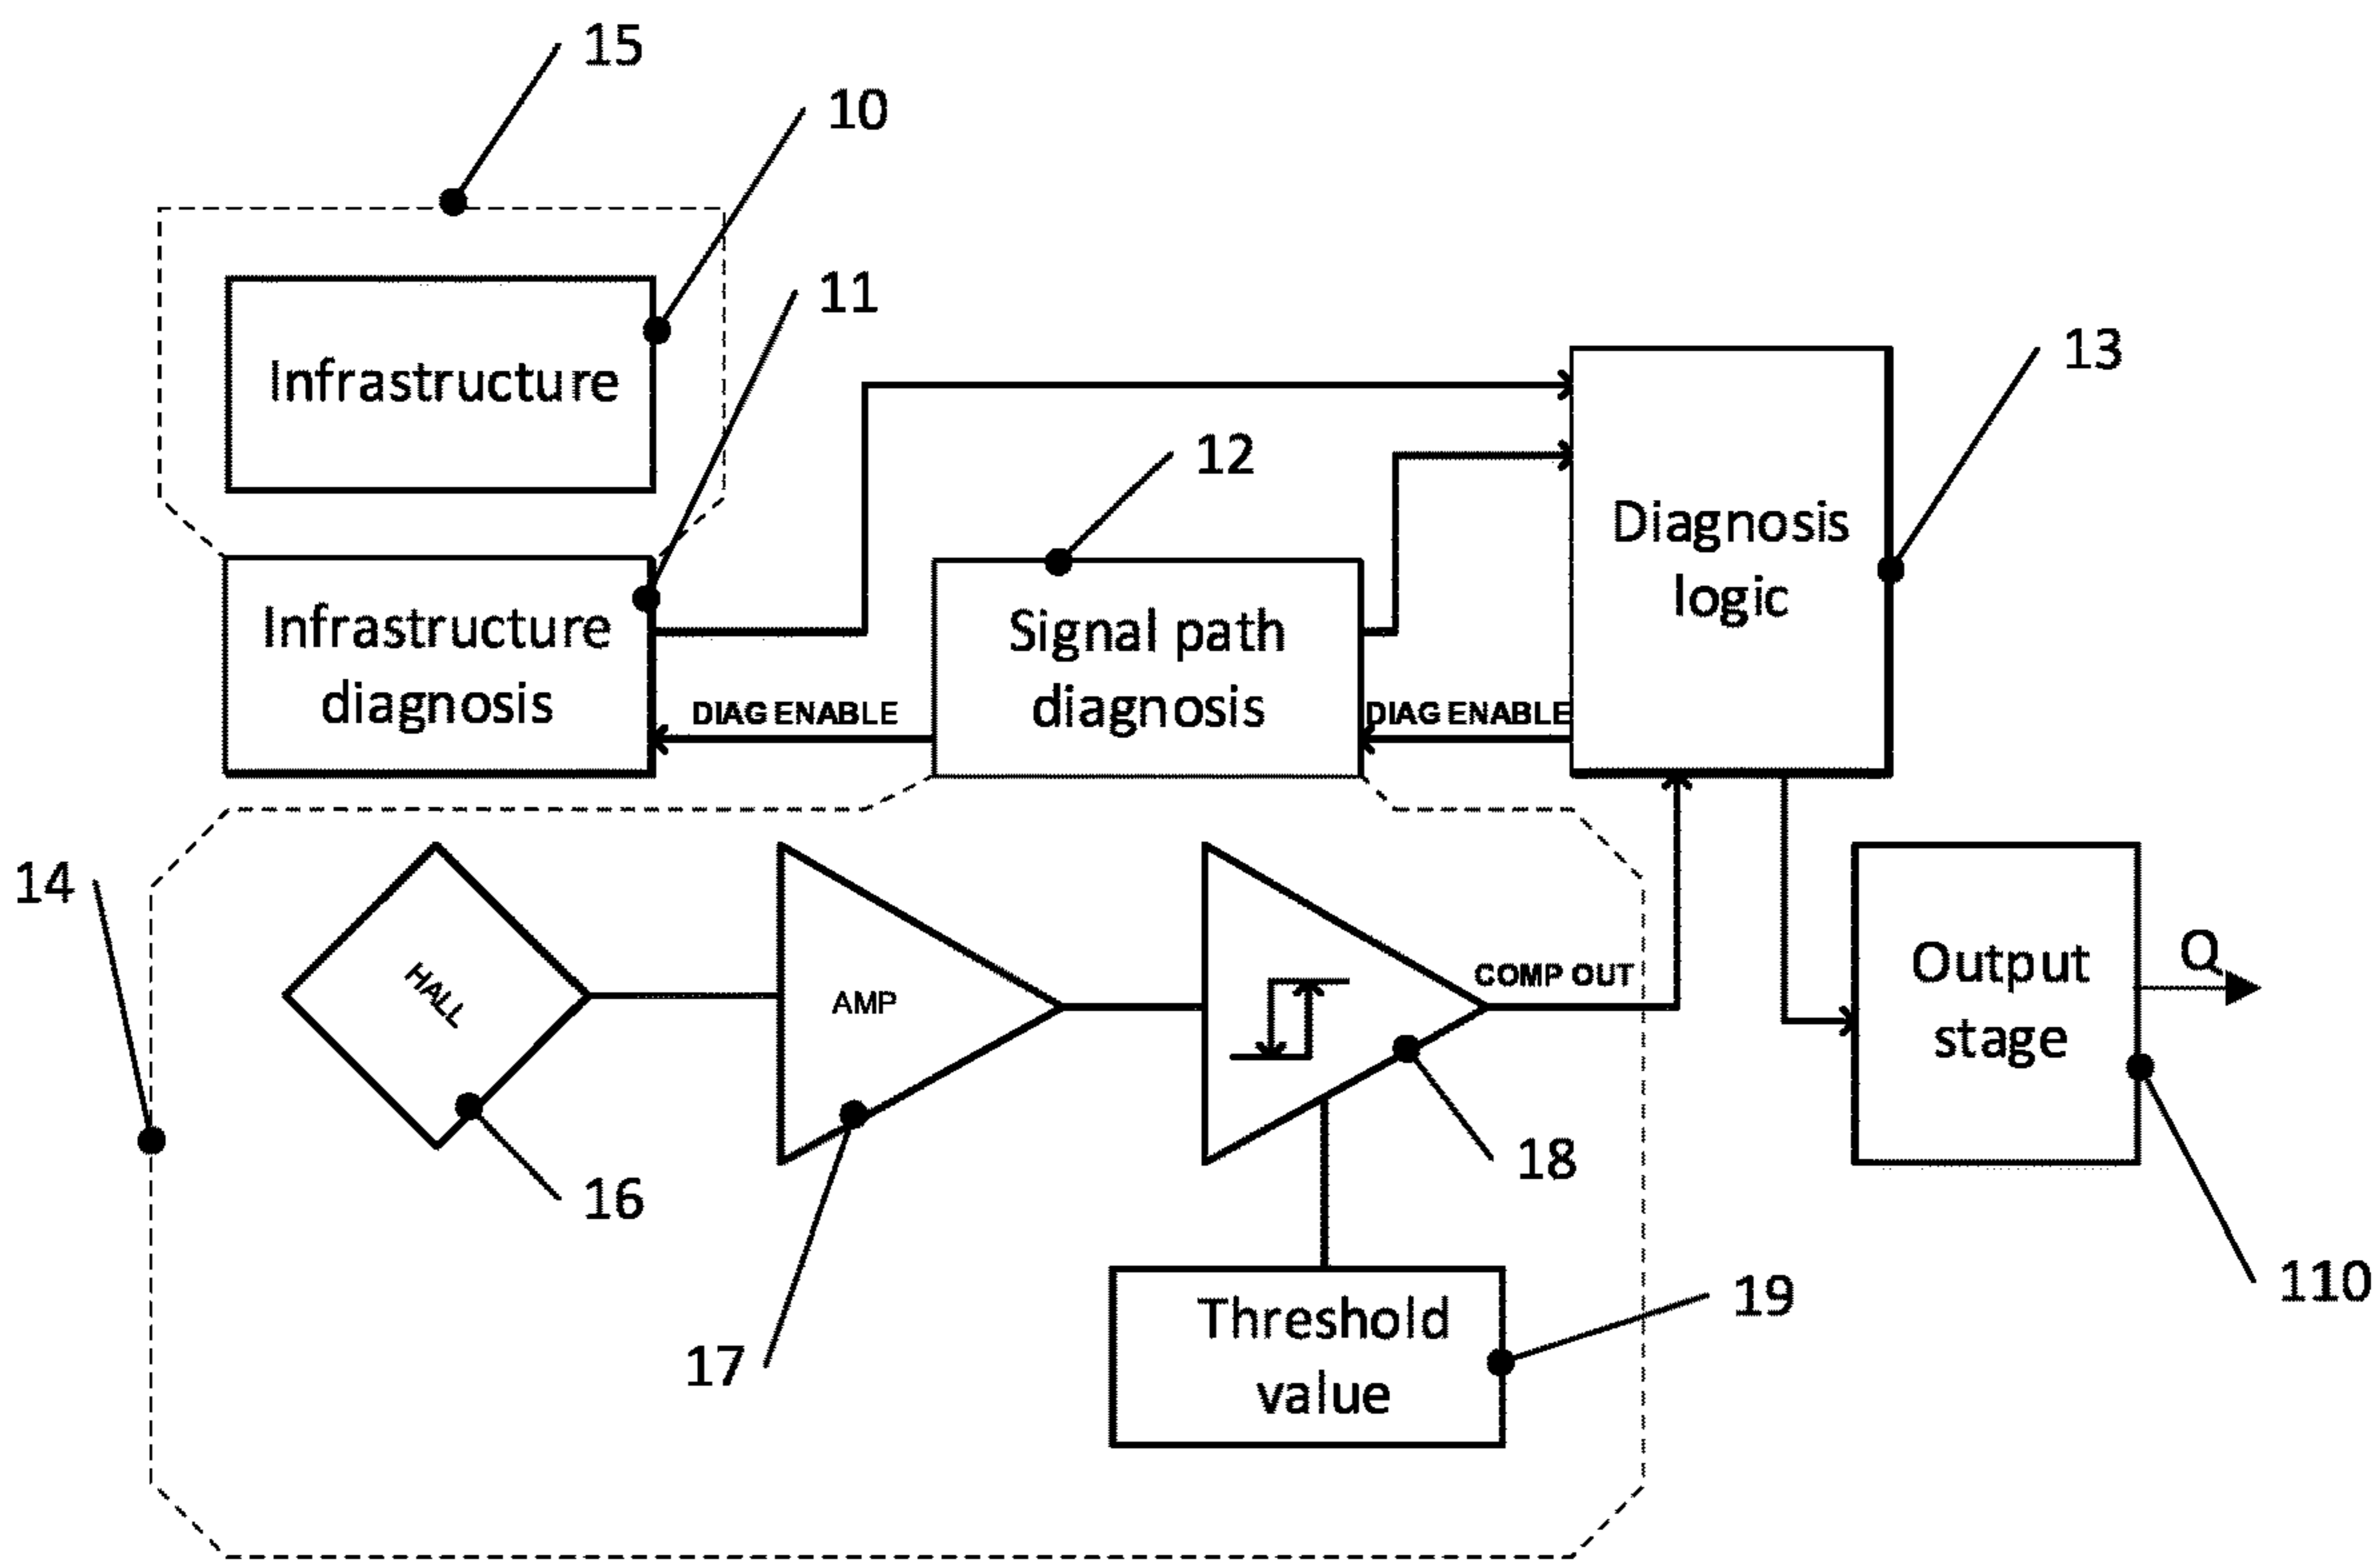 15
10
Infrastructure
11
13
12
Diagnosis
logic
Infrastructure
diagnosis
Signal path
diagnosis
DIAG ENABLE
DIAG ENABLE
14
HALL
AMP
COMP OUT
Output
stage
Q
16
17
18
Threshold
value
19
110